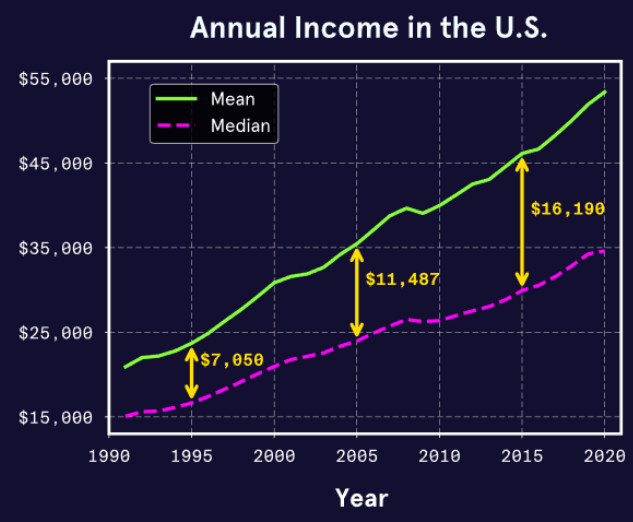 Annual Income in the U.S.
Mean
Median
$55,000
$45,000
$35,000
$25,000
$15,000
$7,050
$11,487
$16,190
1990 1995 2000 2005 2010 2015 2020
Year